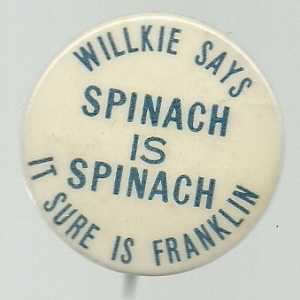 WILLKIE SAYS
SPINACH
IS
SPINACH
IT SURE IS FRANKLIN